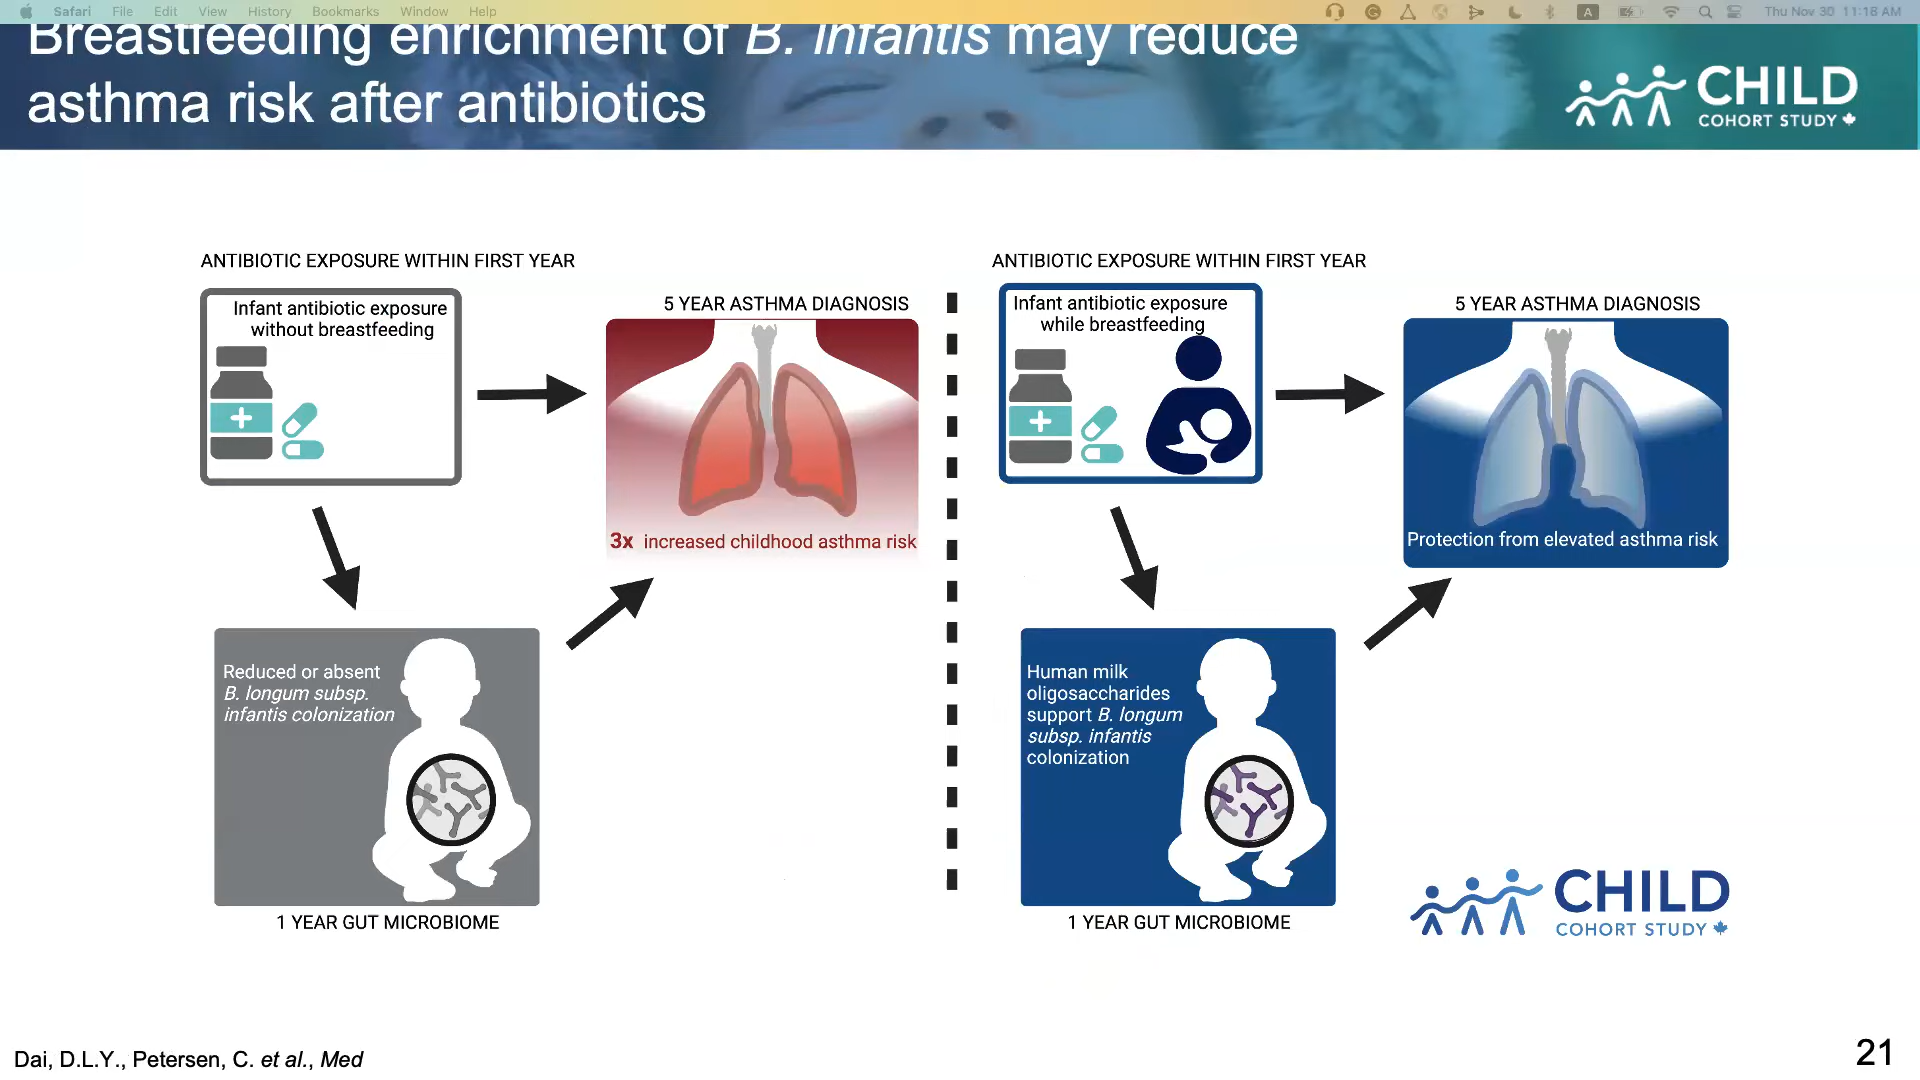 Safari File Edit View History Bookmarks Window Help
A
Thu Nov 30 11:18 AM
Breastfeeding enrichment of B. infantis may reduce
asthma risk after antibiotics
CHILD
COHORT STUDY
ANTIBIOTIC EXPOSURE WITHIN FIRST YEAR
Infant antibiotic exposure
without breastfeeding
5 YEAR ASTHMA DIAGNOSIS
3x increased childhood asthma risk
Reduced or absent
B. longum subsp.
infantis colonization
1 YEAR GUT MICROBIOME
ANTIBIOTIC EXPOSURE WITHIN FIRST YEAR
Infant antibiotic exposure
while breastfeeding
5 YEAR ASTHMA DIAGNOSIS
Protection from elevated asthma risk
Human milk
oligosaccharides
support B. longum
subsp. infantis
colonization
1 YEAR GUT MICROBIOME
CHILD
COHORT STUDY
Dai, D.L.Y., Petersen, C. et al., Med
21